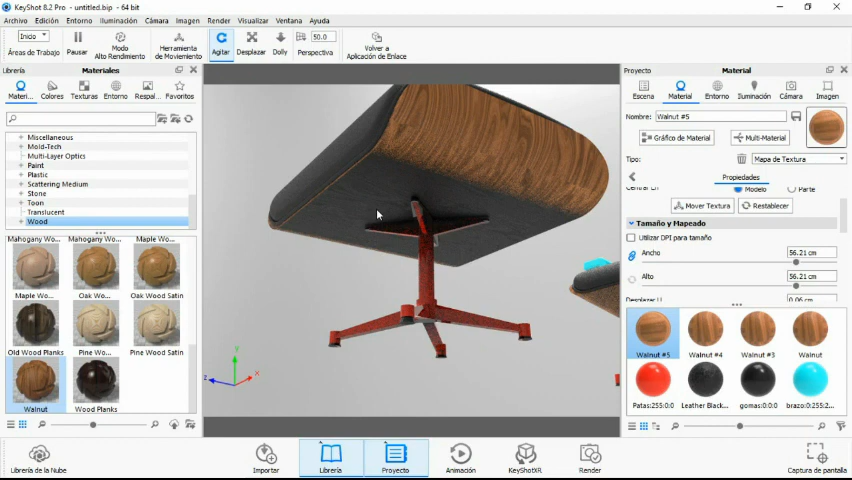 KeyShot 8.2 Pro - untitled.bip - 64 bit
Archivo Edición Entorno Iluminación Cámara Imagen Render Visualizar Ventana Ayuda
Inicio
Áreas de Trabajo
Pausar
Modo
Alto Rendimiento
Herramienta
de Moviemiento
Agitar
Desplazar
Dolly
50.0
Perspectiva
Volver a
Aplicación de Enlace
Librería
Materiales
Materi...
Colores
Texturas
Entorno
Respal...
Favoritos
Miscellaneous
Mold-Tech
Multi-Layer Optics
Paint
Plastic
Scattering Medium
Stone
Toon
Translucent
Wood
Mahogany Wo... Mahogany Wo... Maple Wo...
Maple Wo... Oak Wo... Oak Wood Satin
Old Wood Planks Pine Wo... Pine Wood Satin
Walnut Wood Planks
Y
X
Z
Proyecto
Material
Escena
Material
Entorno
Iluminación
Cámara
Imagen
Nombre: Walnut #5
Gráfico de Material
Multi-Material
Tipo: Mapa de Textura
Propiedades
Modelo Parte
Mover Textura
Restablecer
Tamaño y Mapeado
Utilizar DPI para tamaño
Ancho 56.21 cm
Alto 56.21 cm
Desplazar U 0.06 cm
Walnut #5 Walnut #4 Walnut #3 Walnut
Patas:255:0:0 Leather Black... gomas:0:0:0 brazo:0:255:2...
Librería de la Nube
Importar
Librería
Proyecto
Animación
KeyShotXR
Render
Captura de pantalla